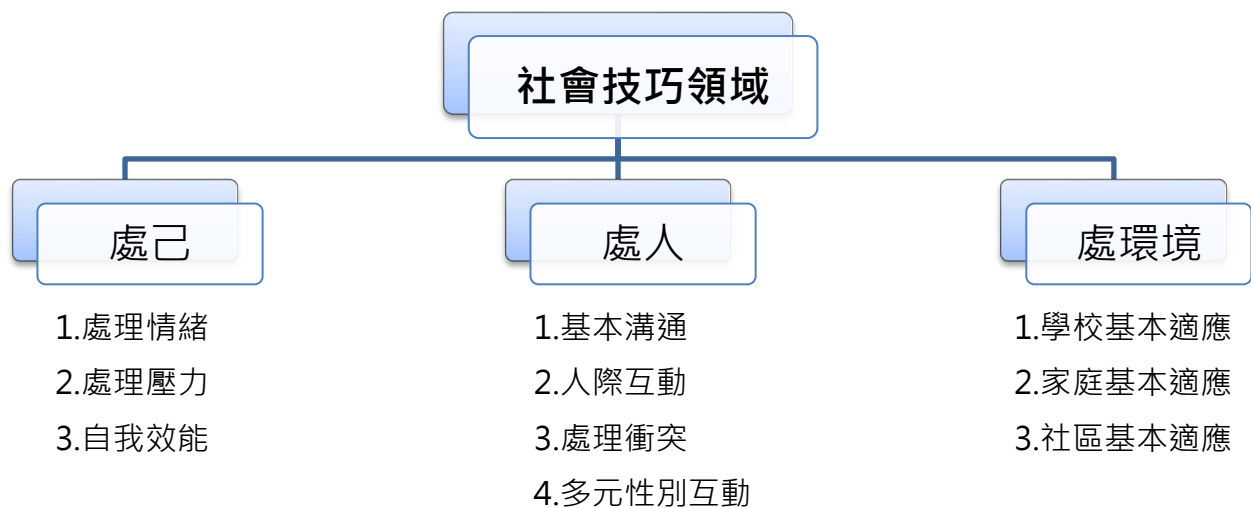 社會技巧領域
處己
處人
處環境
1.處理情緒
2.處理壓力
3.自我效能
1.基本溝通
2.人際互動
3.處理衝突
4.多元性別互動
1.學校基本適應
2.家庭基本適應
3.社區基本適應